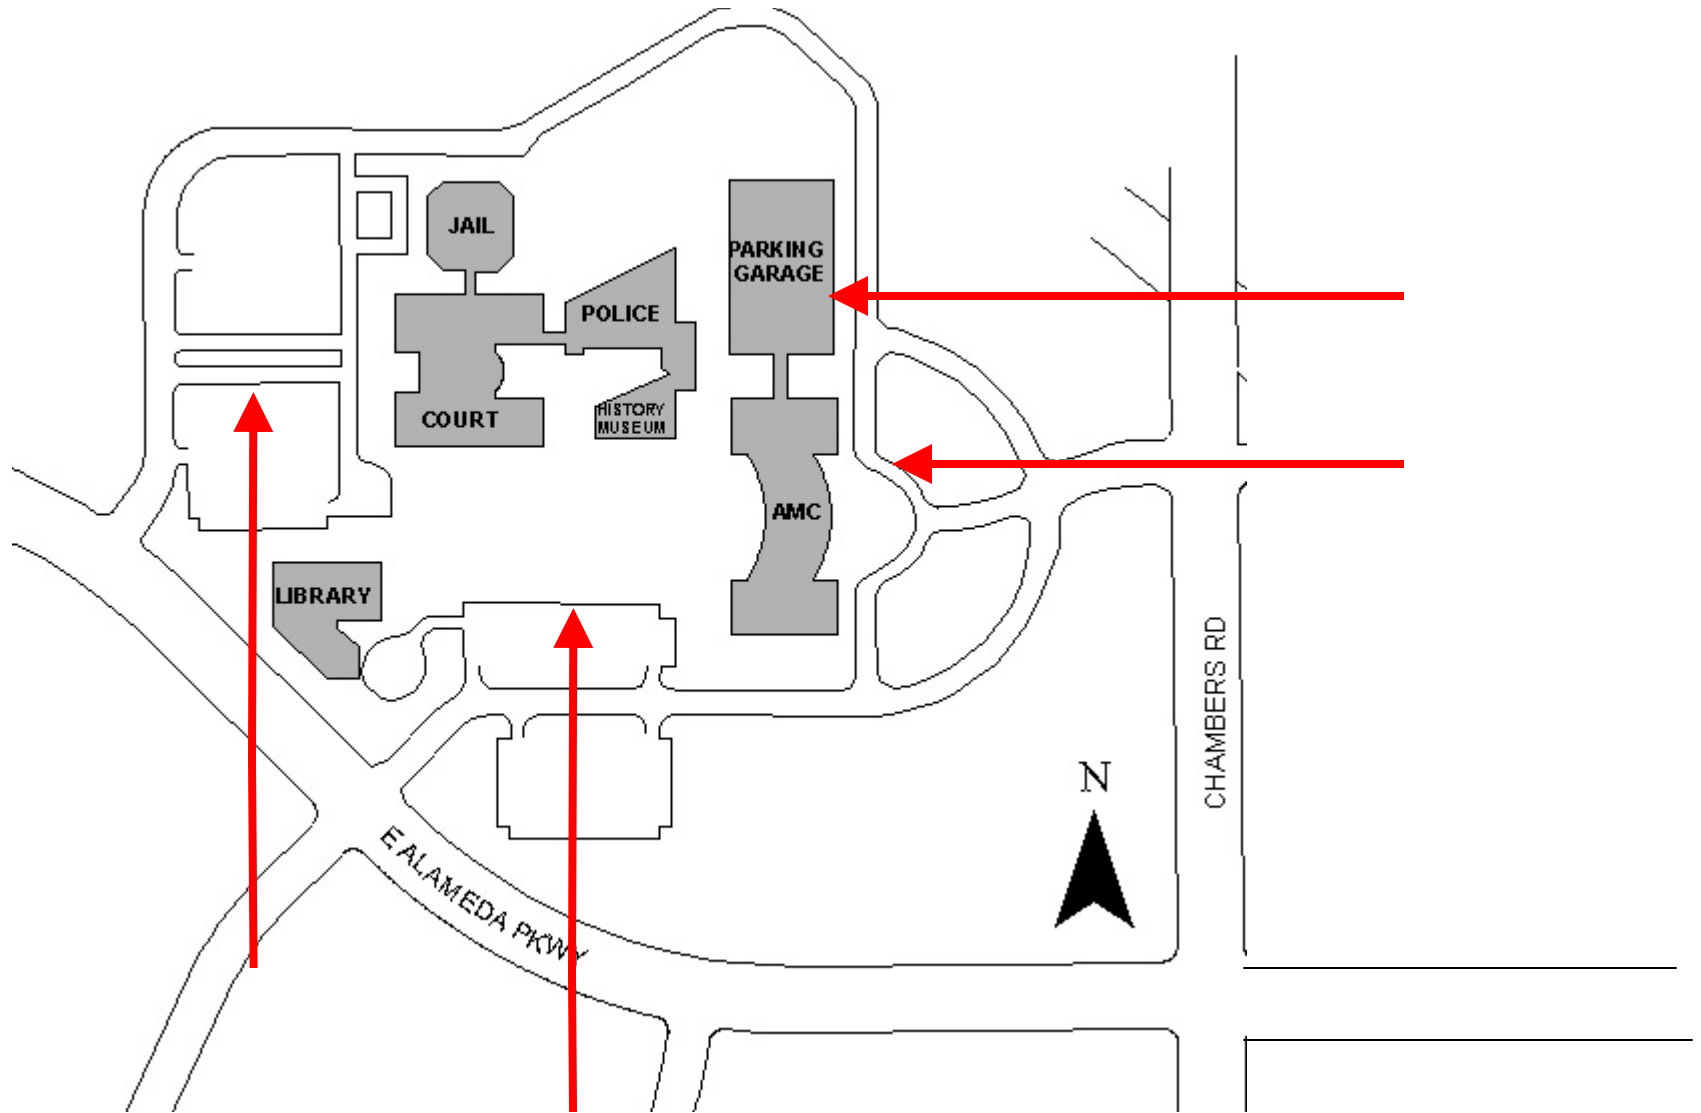 JAIL
PARKING
GARAGE
POLICE
COURT
HISTORY
MUSEUM
AMC
LIBRARY
CHAMBERS RD
N
E ALAMEDA PKWY